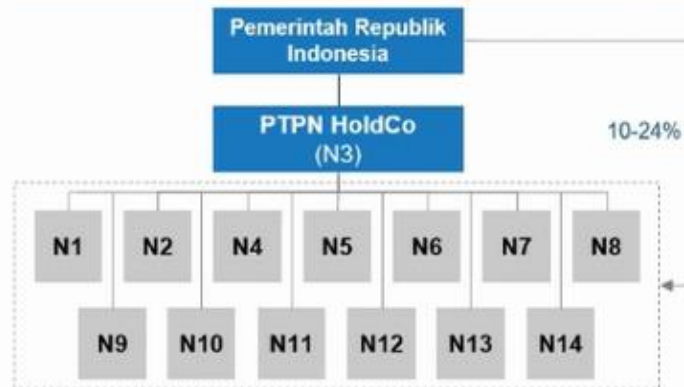 Pemerintah Republik
Indonesia
PTPN HoldCo
(N3)
10-24%
N1 N2 N4 N5 N6 N7 N8
N9 N10 N11 N12 N13 N14